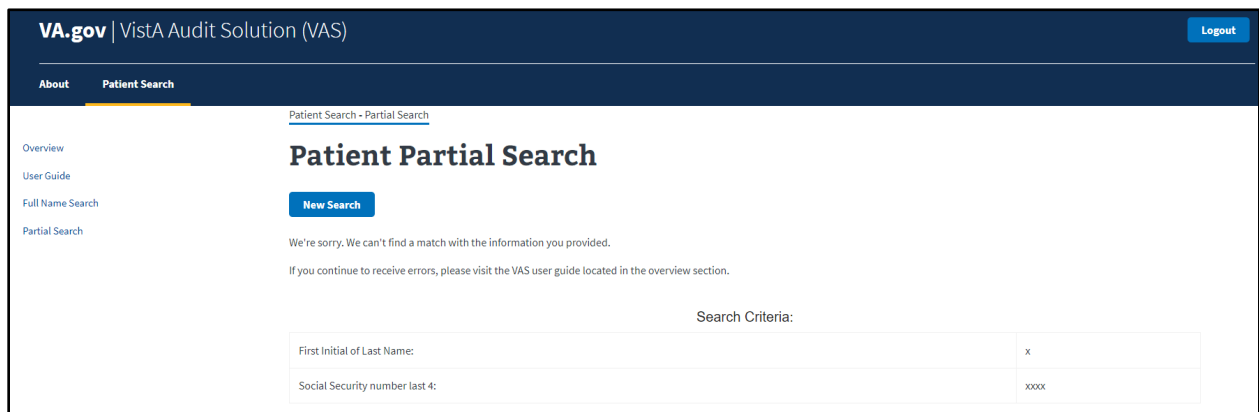 VA.gov | VistA Audit Solution (VAS)
Logout
About Patient Search
Patient Search - Partial Search
Overview
User Guide
Full Name Search
Partial Search
Patient Partial Search
New Search
We're sorry. We can't find a match with the information you provided.
If you continue to receive errors, please visit the VAS user guide located in the overview section.
Search Criteria:
First Initial of Last Name: x
Social Security number last 4: xxxx